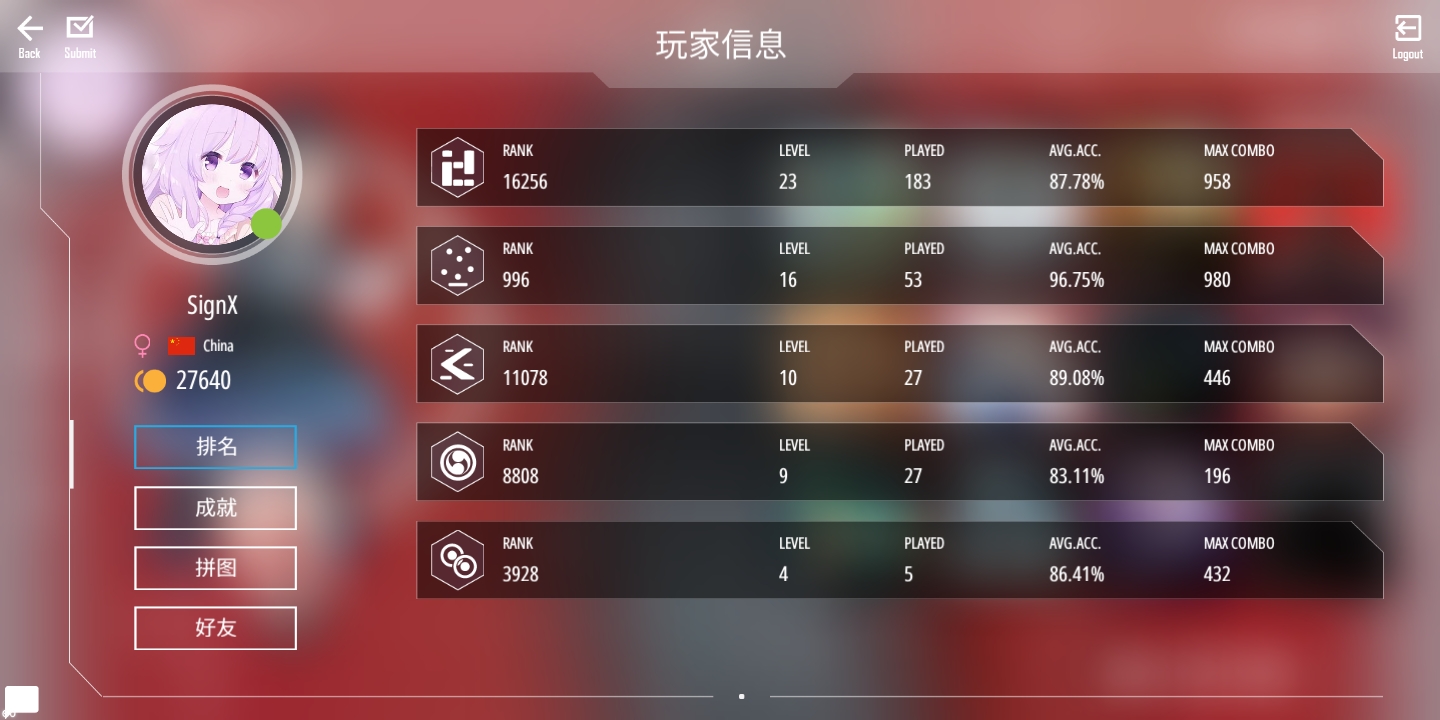 玩家信息
Back
Submit
Logout
SignX
China
27640
排名
成就
拼图
好友
RANK LEVEL PLAYED AVG.ACC. MAX COMBO
16256 23 183 87.78% 958
RANK LEVEL PLAYED AVG.ACC. MAX COMBO
996 16 53 96.75% 980
RANK LEVEL PLAYED AVG.ACC. MAX COMBO
11078 10 27 89.08% 446
RANK LEVEL PLAYED AVG.ACC. MAX COMBO
8808 9 27 83.11% 196
RANK LEVEL PLAYED AVG.ACC. MAX COMBO
3928 4 5 86.41% 432